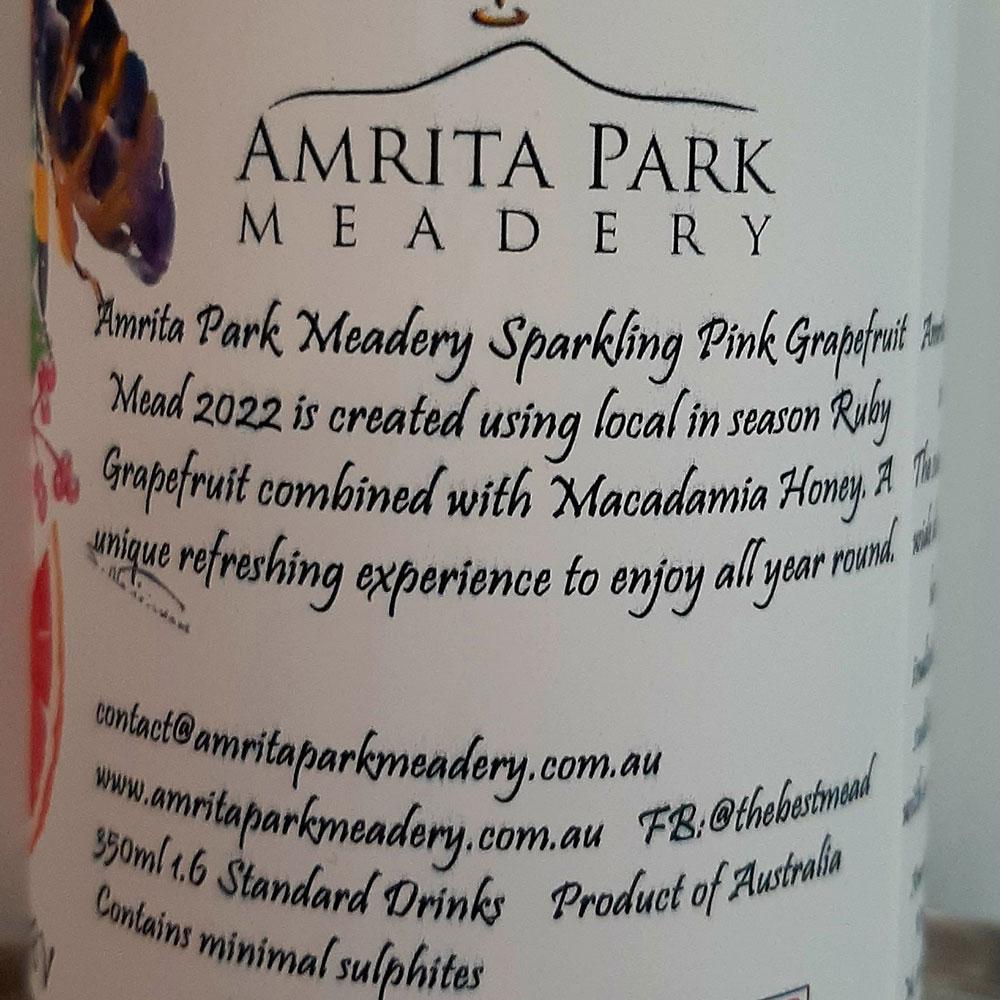 AMRITA PARK
MEADERY
Amrita Park Meadery Sparkling Pink Grapefruit
Mead 2022 is created using local in season Ruby
Grapefruit combined with Macadamia Honey. A
unique refreshing experience to enjoy all year round.
contact@amritaparkmeadery.com.au
www.amritaparkmeadery.com.au FB:@thebestmead
350ml 1.6 Standard Drinks Product of Australia
Contains minimal sulphites